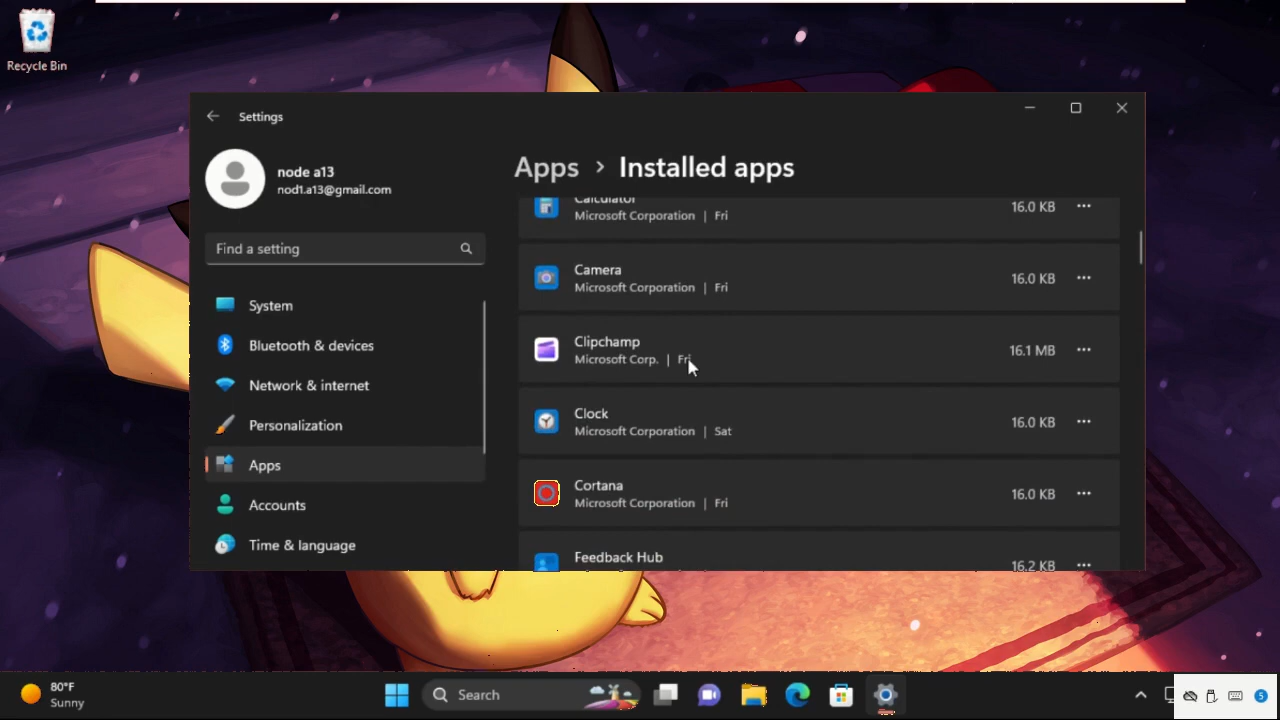 Recycle Bin
Settings
node a13
nod1.a13@gmail.com
Find a setting
System
Bluetooth & devices
Network & internet
Personalization
Apps
Accounts
Time & language
Apps > Installed apps
Calculator
Microsoft Corporation | Fri
16.0 KB
Camera
Microsoft Corporation | Fri
16.0 KB
Clipchamp
Microsoft Corp. | Fri
16.1 MB
Clock
Microsoft Corporation | Sat
16.0 KB
Cortana
Microsoft Corporation | Fri
16.0 KB
Feedback Hub
16.2 KB
80°F
Sunny
Search
5